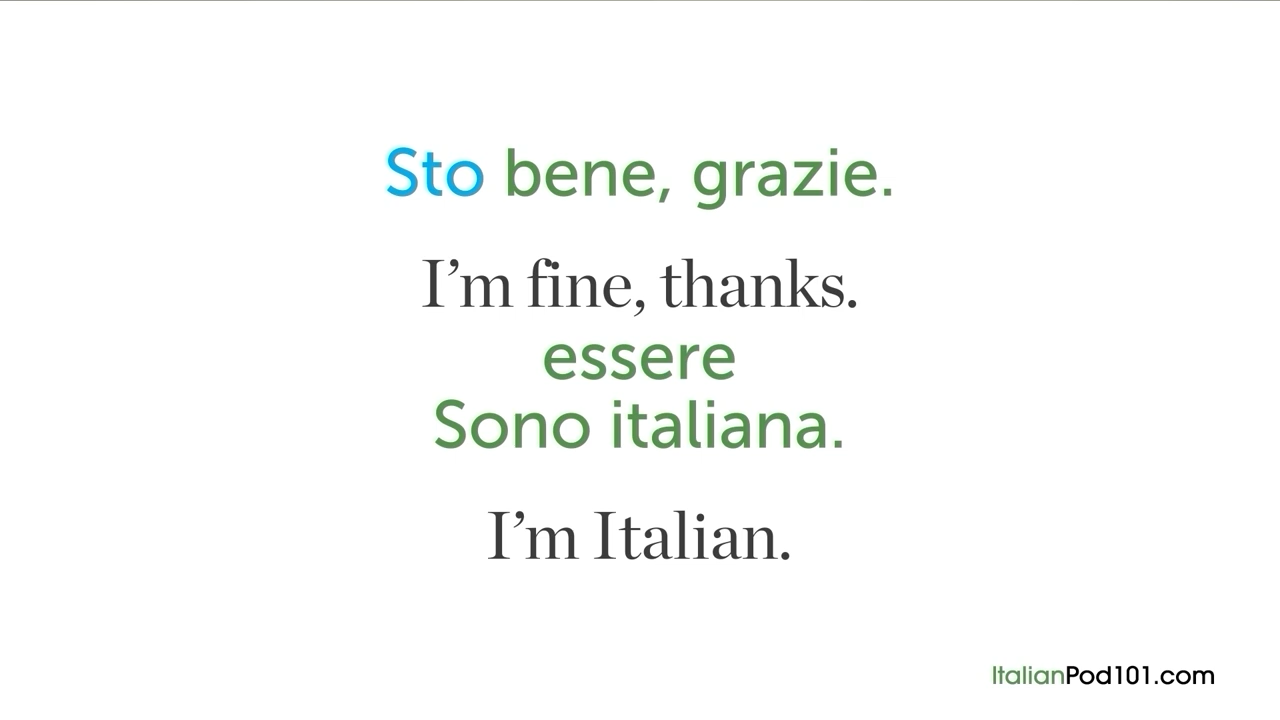 Sto bene, grazie.
I’m fine, thanks.
essere
Sono italiana.
I’m Italian.
ItalianPod101.com